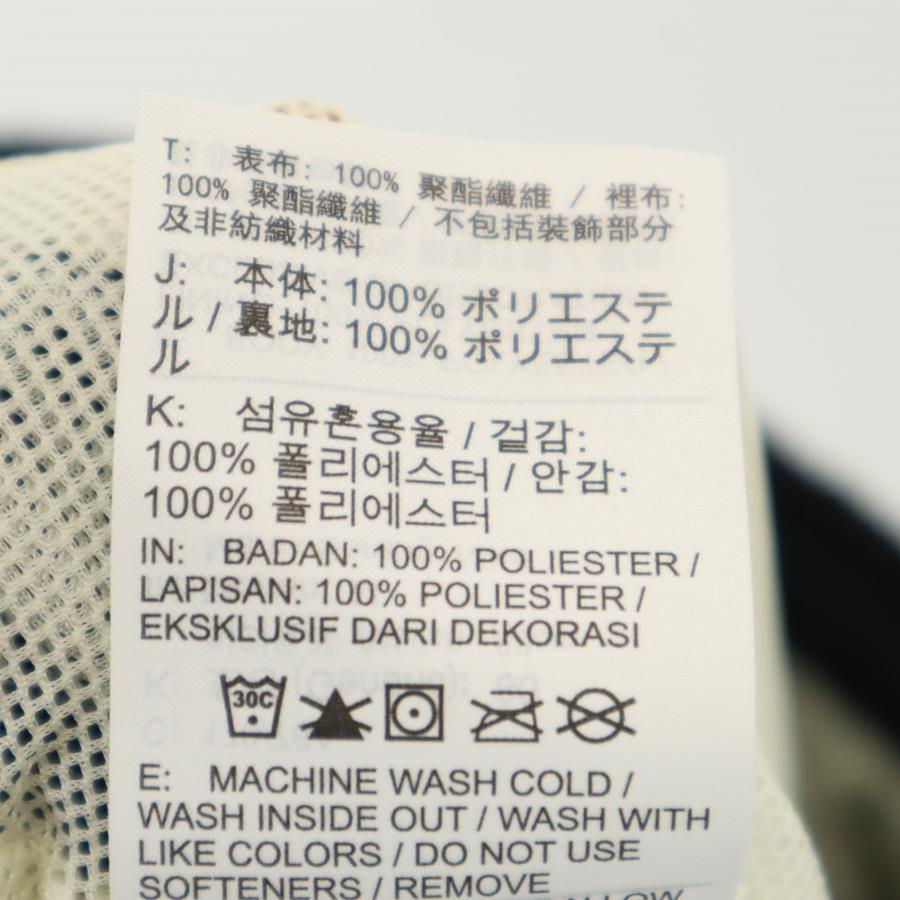 T: 表布: 100% 聚酯纖維 / 裡布:
100% 聚酯纖維 / 不包括裝飾部分
及非紡織材料
J: 本体: 100% ポリエステ
ル / 裏地: 100% ポリエステ
ル
K: 섬유혼용율 / 겉감:
100% 폴리에스터 / 안감:
100% 폴리에스터
IN: BADAN: 100% POLIESTER /
LAPISAN: 100% POLIESTER /
EKSKLUSIF DARI DEKORASI
30C
E: MACHINE WASH COLD /
WASH INSIDE OUT / WASH WITH
LIKE COLORS / DO NOT USE
SOFTENERS / REMOVE
LOW